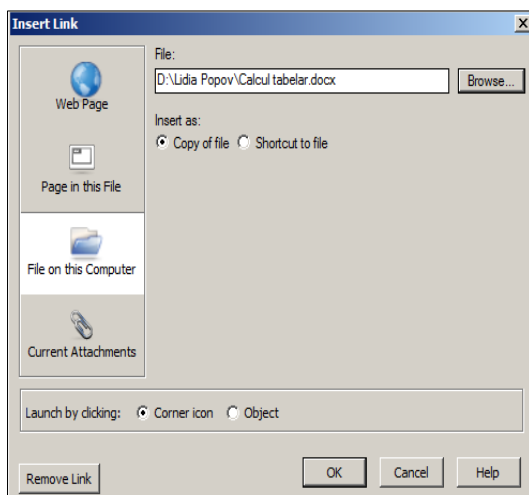 Insert Link
X
Web Page
Page in this File
File on this Computer
Current Attachments
File:
D:\Lidia Popov\Calcul tabelar.docx
Browse...
Insert as:
Copy of file Shortcut to file
Launch by clicking: Corner icon Object
Remove Link OK Cancel Help